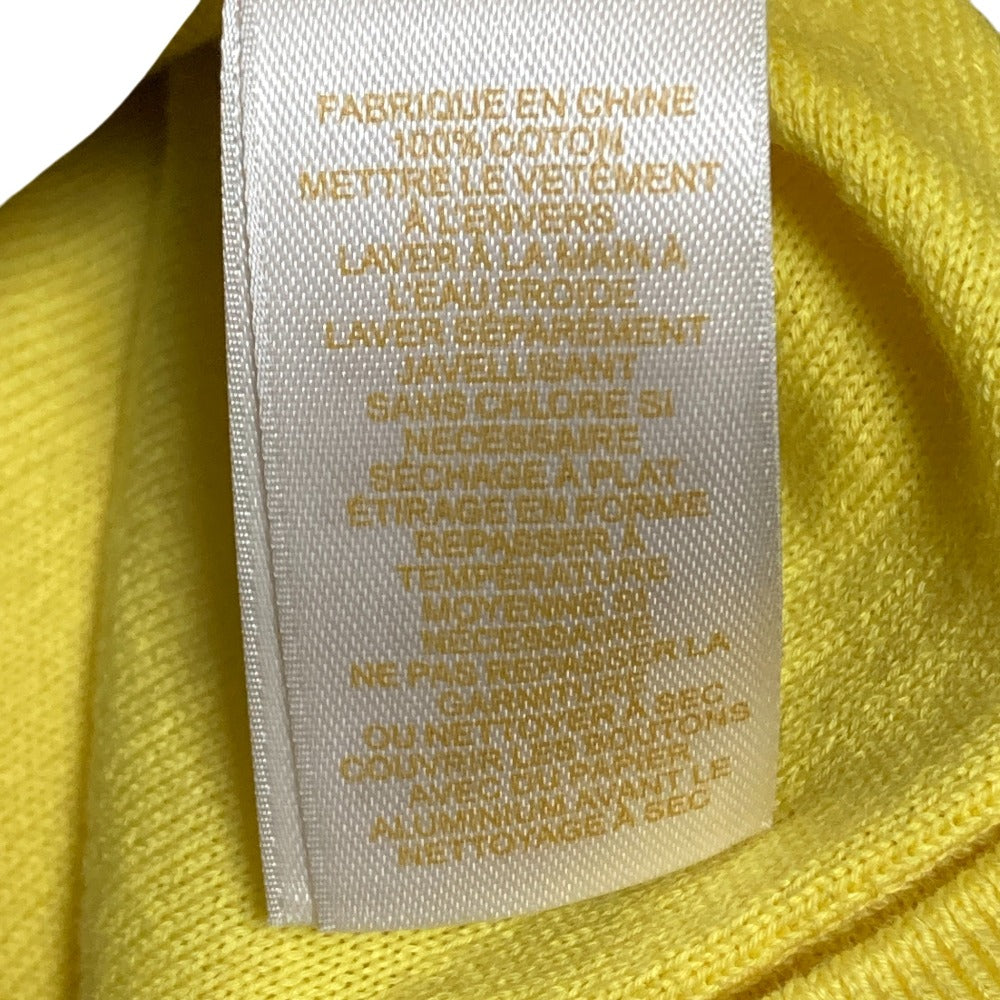 FABRIQUE EN CHINE
100% COTON
METTRE LE VÊTEMENT
À L'ENVERS
LAVER À LA MAIN À
L'EAU FROIDE
LAVER SÉPARÉMENT
JAVELLISANT
SANS CHLORE SI
NÉCESSAIRE
SÉCHAGE À PLAT
ÉTIRAGE EN FORME
REPASSER À
TEMPÉRATURE
MOYENNE SI
NÉCESSAIRE
NE PAS REPASSER LA
GARNITURE
OU NETTOYER À SEC
COUVRIR LES BOUTONS
AVEC DU PAPIER
ALUMINIUM AVANT LE
NETTOYAGE À SEC